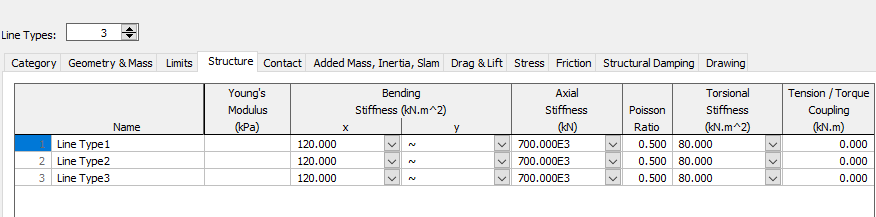 Line Types: 3
Category Geometry & Mass Limits Structure Contact Added Mass, Inertia, Slam Drag & Lift Stress Friction Structural Damping Drawing
Young's Bending Axial Torsional Tension / Torque
Modulus Stiffness (kN.m^2) Stiffness Poisson Stiffness Coupling
Name (kPa) x y (kN) Ratio (kN.m^2) (kN.m)
1 Line Type1 120.000 ~ 700.000E3 0.500 80.000 0.000
2 Line Type2 120.000 ~ 700.000E3 0.500 80.000 0.000
3 Line Type3 120.000 ~ 700.000E3 0.500 80.000 0.000